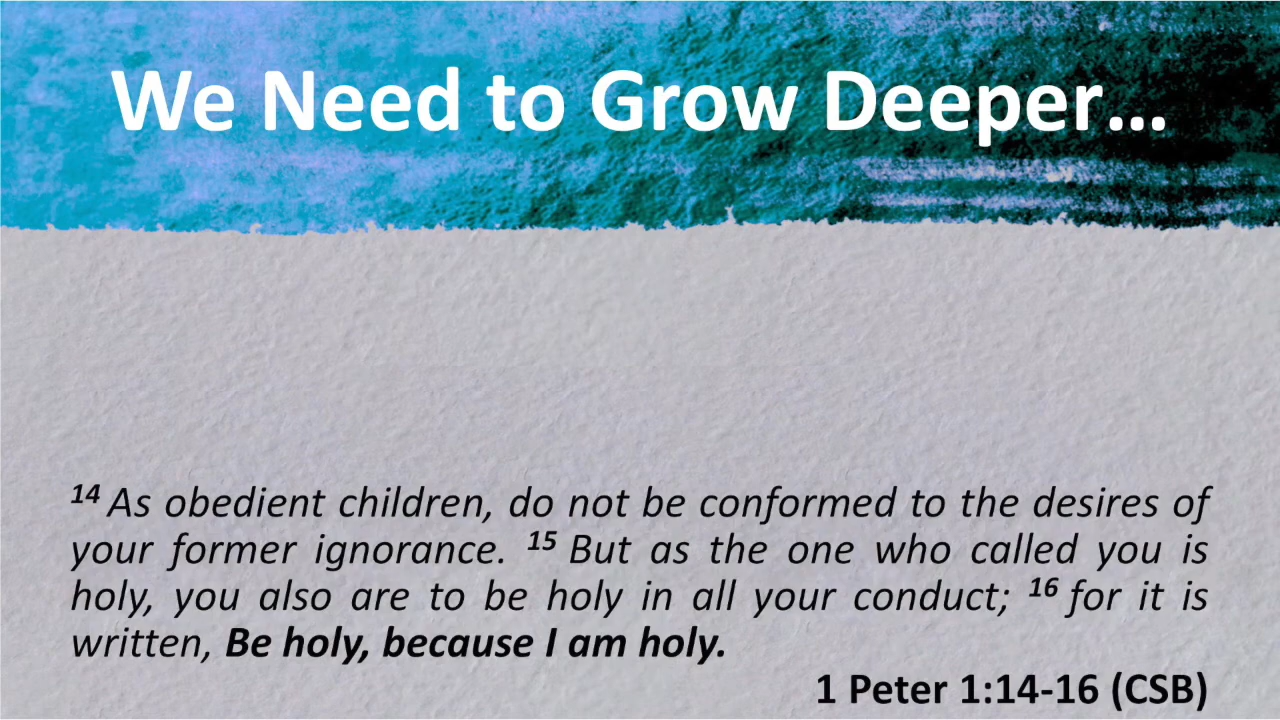 We Need to Grow Deeper...
14 As obedient children, do not be conformed to the desires of
your former ignorance. 15 But as the one who called you is
holy, you also are to be holy in all your conduct; 16 for it is
written, Be holy, because I am holy.
1 Peter 1:14-16 (CSB)